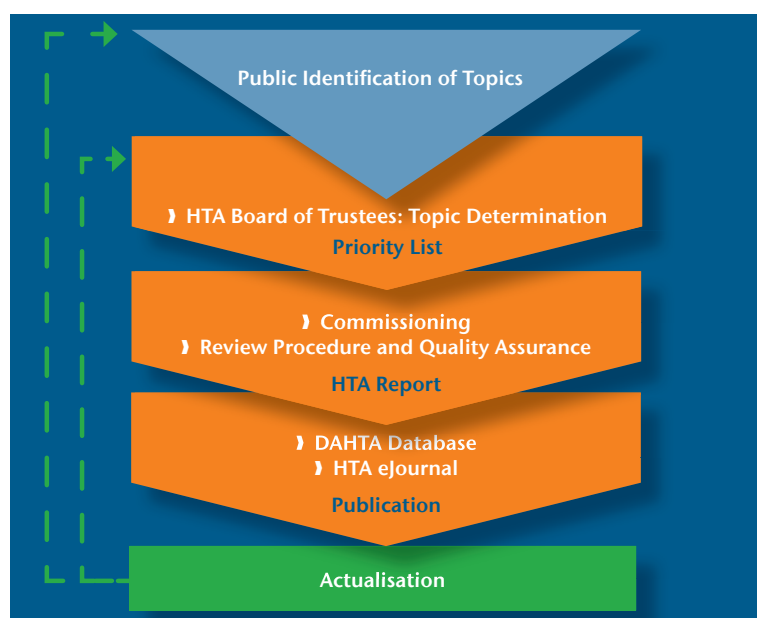 Public Identification of Topics
❱ HTA Board of Trustees: Topic Determination
Priority List
❱ Commissioning
❱ Review Procedure and Quality Assurance
HTA Report
❱ DAHTA Database
❱ HTA eJournal
Publication
Actualisation